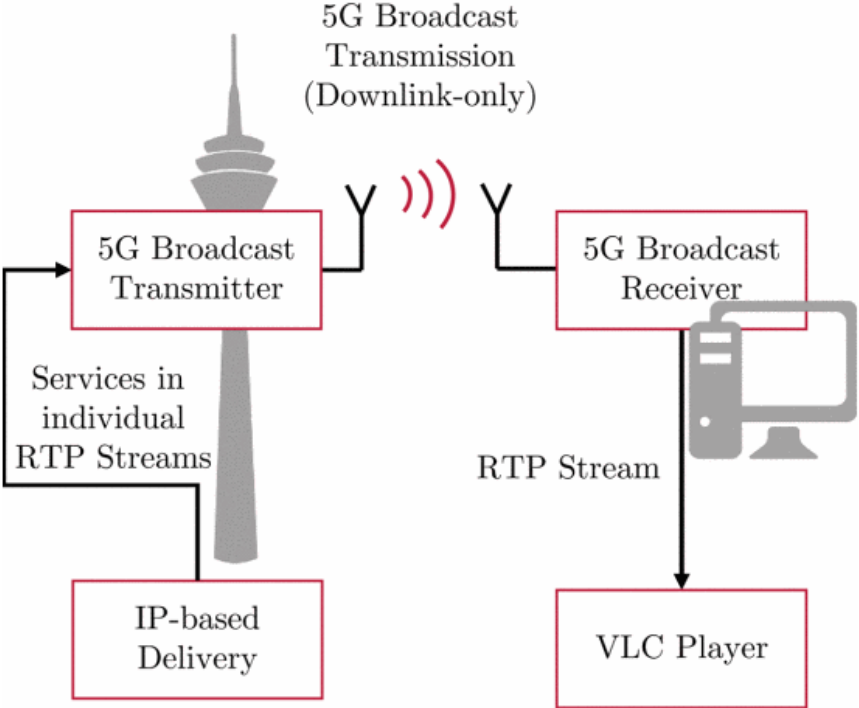 5G Broadcast
Transmission
(Downlink-only)
5G Broadcast
Transmitter
5G Broadcast
Receiver
Services in
individual
RTP Streams
RTP Stream
IP-based
Delivery
VLC Player